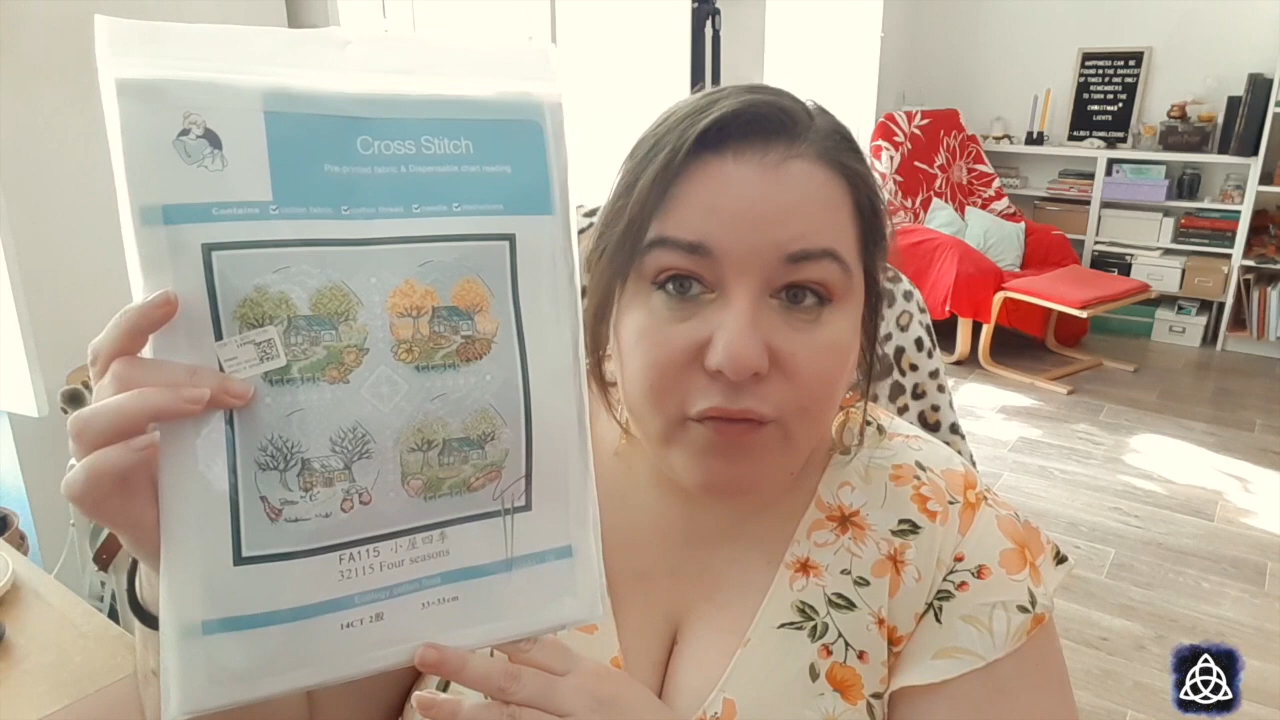 Cross Stitch
Pre-printed fabric & Dispensable chart reading
Contains cotton fabric cotton thread needle instructions
FA115 小屋四季
32115 Four seasons
Ecology cotton thread
14CT 2股 33×33cm
HAPPINESS CAN BE
FOUND IN THE DARKEST
OF TIMES IF ONE ONLY
REMEMBERS
TO TURN ON THE
CHRISTMAS
LIGHTS
-ALBUS DUMBLEDORE-